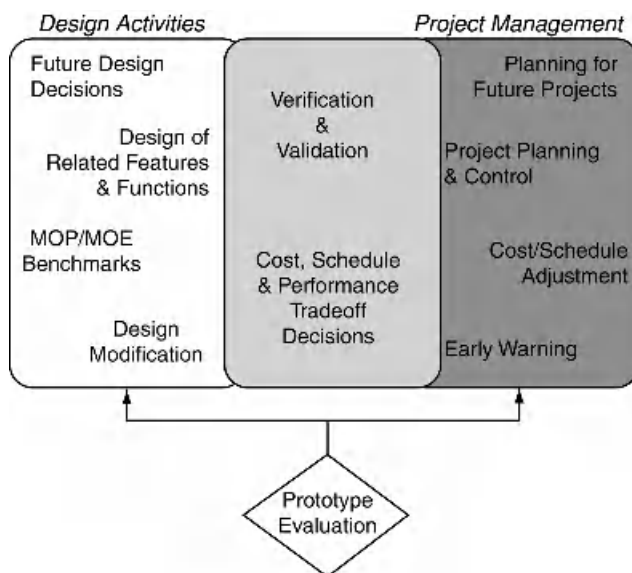 Design Activities
Project Management
Future Design
Decisions
Design of
Related Features
& Functions
MOP/MOE
Benchmarks
Design
Modification
Verification
&
Validation
Cost, Schedule
& Performance
Tradeoff
Decisions
Planning for
Future Projects
Project Planning
& Control
Cost/Schedule
Adjustment
Early Warning
Prototype
Evaluation